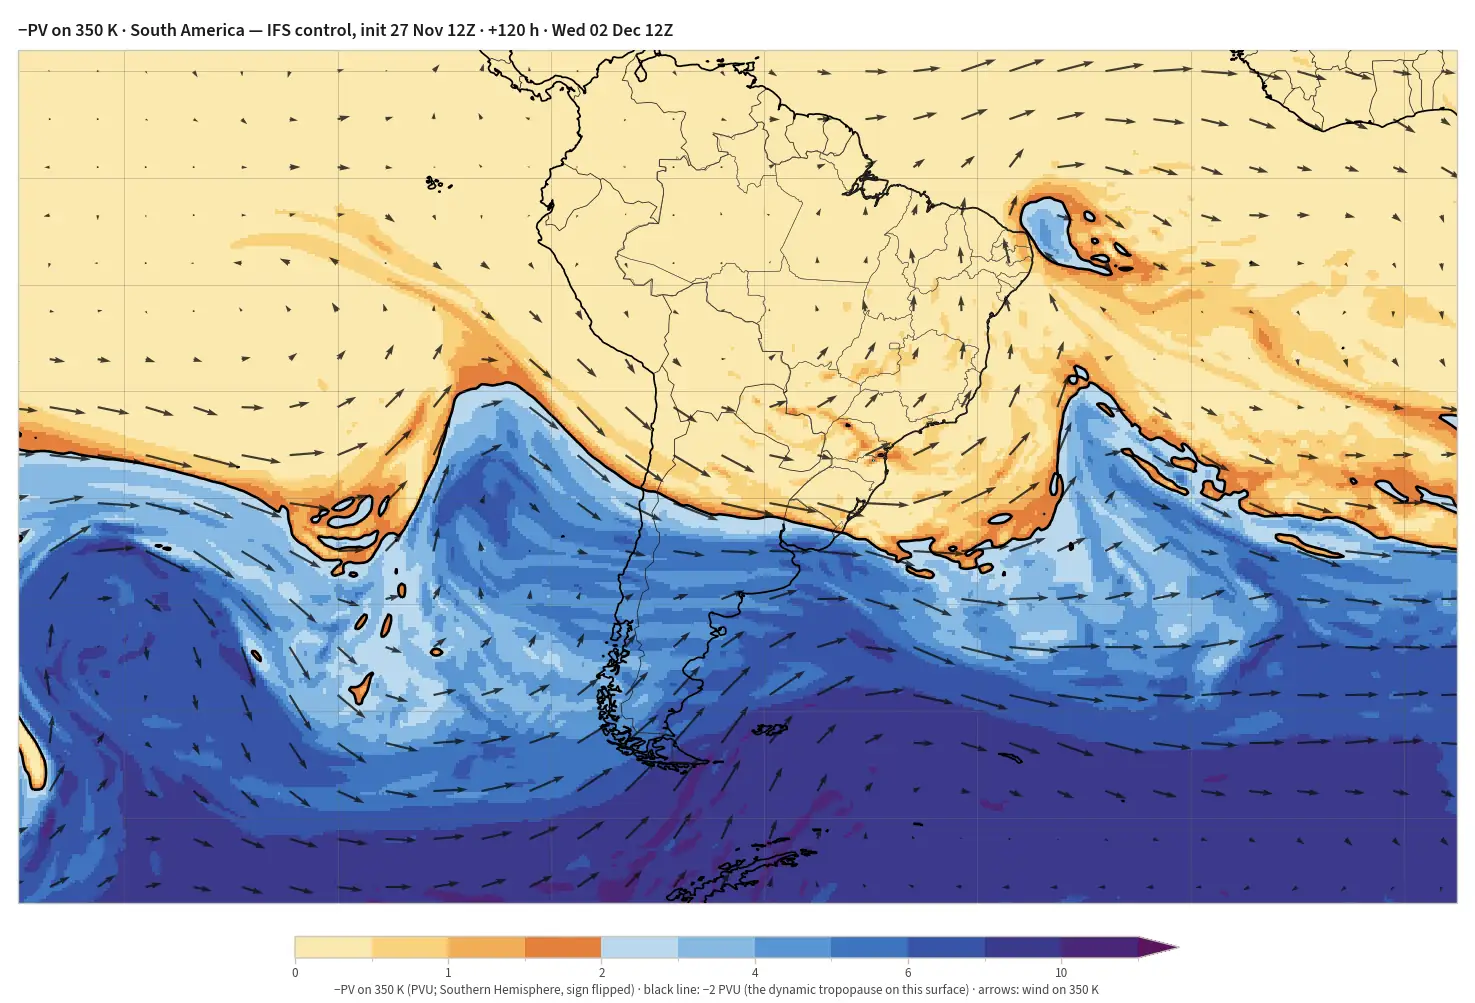 −PV on 350 K · South America — IFS control, init 27 Nov 12Z · +120 h · Wed 02 Dec 12Z
0 1 2 4 6 10
−PV on 350 K (PVU; Southern Hemisphere, sign flipped) · black line: −2 PVU (the dynamic tropopause on this surface) · arrows: wind on 350 K